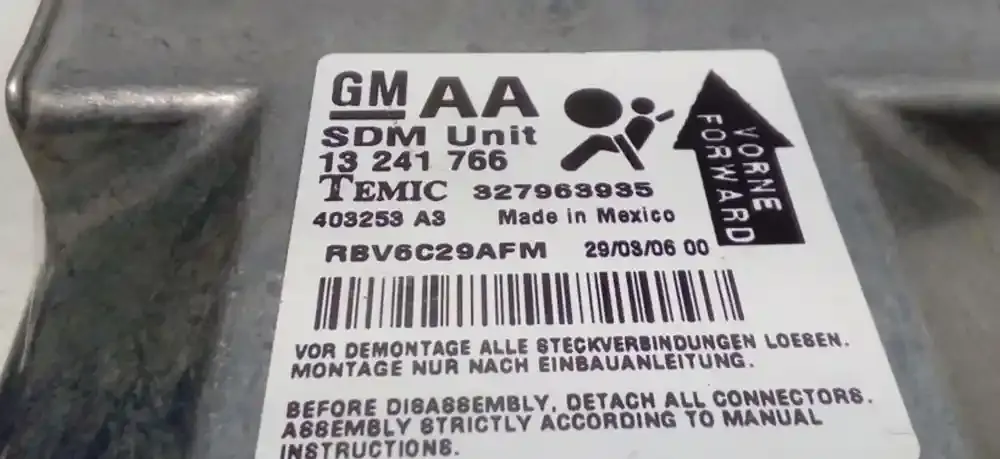 GM AA
SDM Unit
13 241 766
TEMIC 327963935
403253 A3 Made in Mexico
RBV6C29AFM 29/08/06 00
VORNE
FORWARD
VOR DEMONTAGE ALLE STECKVERBINDUNGEN LOESEN.
MONTAGE NUR NACH EINBAUANLEITUNG.
BEFORE DISASSEMBLY, DETACH ALL CONNECTORS.
ASSEMBLY STRICTLY ACCORDING TO MANUAL
INSTRUCTIONS.